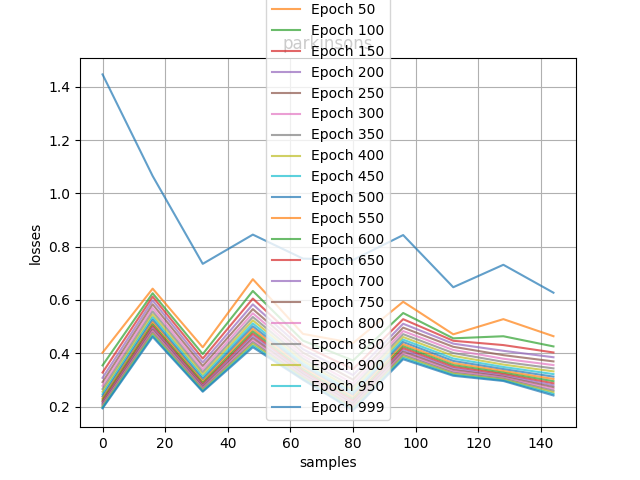 Epoch 50
Epoch 100
parkinsons
Epoch 150
Epoch 200
Epoch 250
Epoch 300
Epoch 350
Epoch 400
Epoch 450
Epoch 500
Epoch 550
Epoch 600
Epoch 650
Epoch 700
Epoch 750
Epoch 800
Epoch 850
Epoch 900
Epoch 950
Epoch 999
losses
1.4
1.2
1.0
0.8
0.6
0.4
0.2
0 20 40 60 80 100 120 140
samples